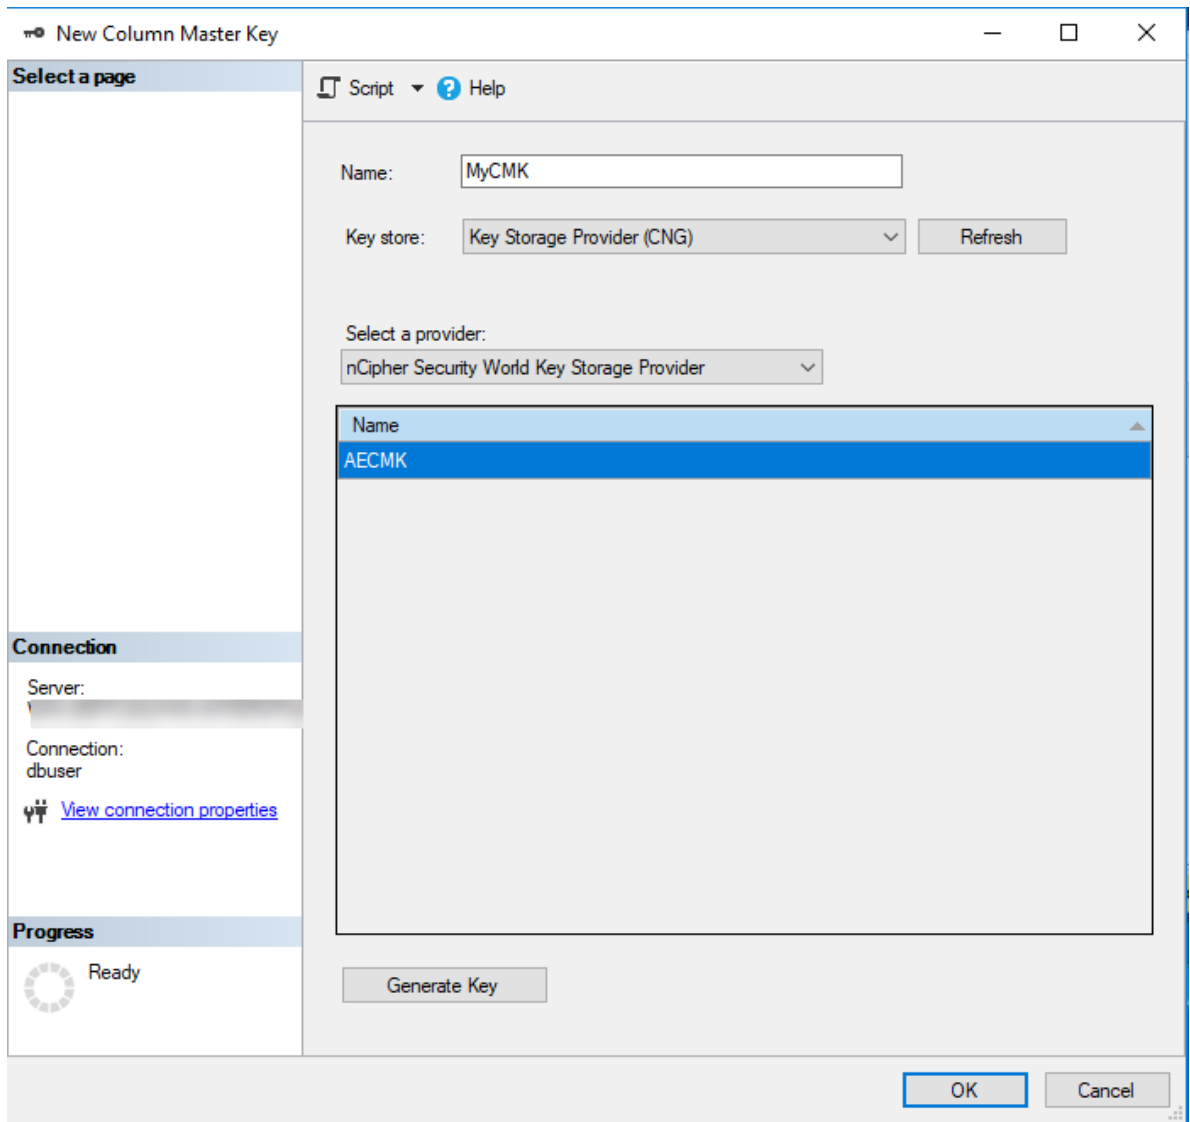 New Column Master Key
Select a page
Script
Help
Name: MyCMK
Key store: Key Storage Provider (CNG) Refresh
Select a provider:
nCipher Security World Key Storage Provider
Name
AECMK
Connection
Server:
Connection:
dbuser
View connection properties
Progress
Ready
Generate Key
OK Cancel